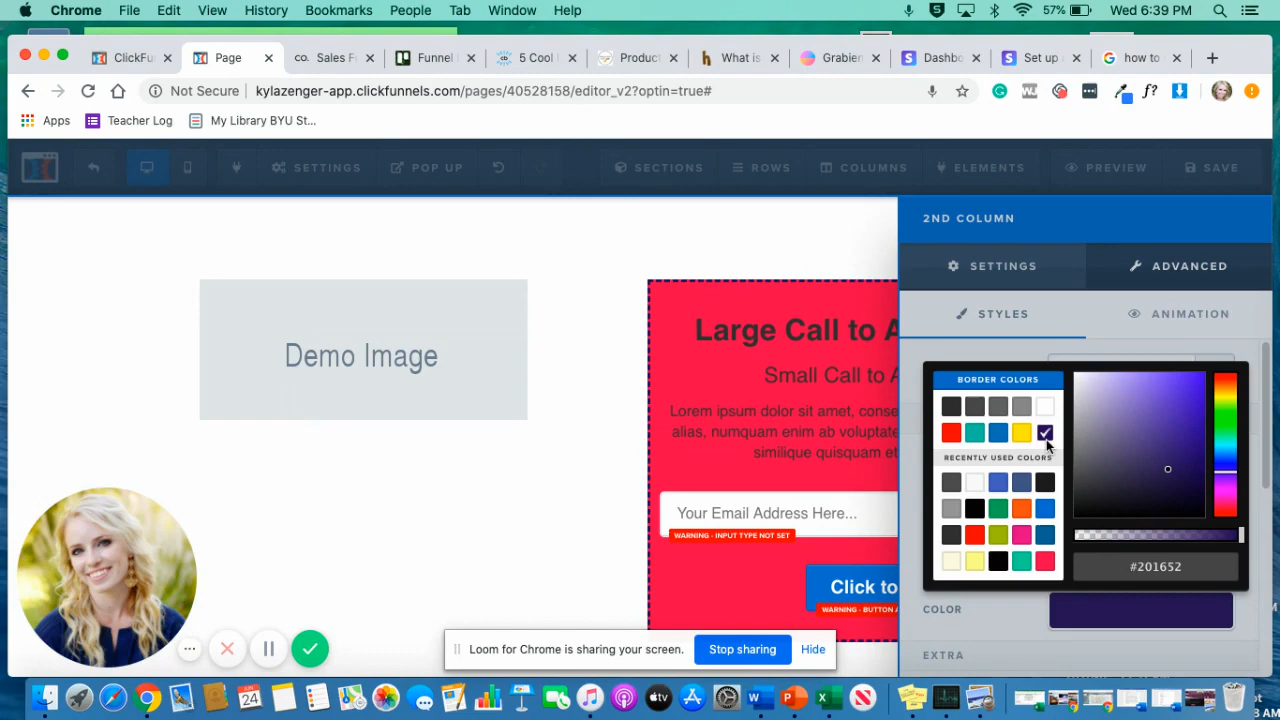 Chrome File Edit View History Bookmarks People Tab Window Help 57% Wed 6:39 PM
ClickFu Page co. Sales F Funnel 5 Cool Product What is Grabien Dashbo Set up how to
Not Secure kylazenger-app.clickfunnels.com/pages/40528158/editor_v2?optin=true#
Apps Teacher Log My Library BYU St...
SETTINGS POP UP SECTIONS ROWS COLUMNS ELEMENTS PREVIEW SAVE
2ND COLUMN
SETTINGS ADVANCED
STYLES ANIMATION
Demo Image
Large Call to A
Small Call to A
Lorem ipsum dolor sit amet, conse
alias, numquam enim ab voluptate
similique quisquam et
Your Email Address Here...
WARNING - INPUT TYPE NOT SET
Click to
WARNING - BUTTON A
BORDER COLORS
RECENTLY USED COLORS
#201652
COLOR
EXTRA
Loom for Chrome is sharing your screen. Stop sharing Hide
JUN
24